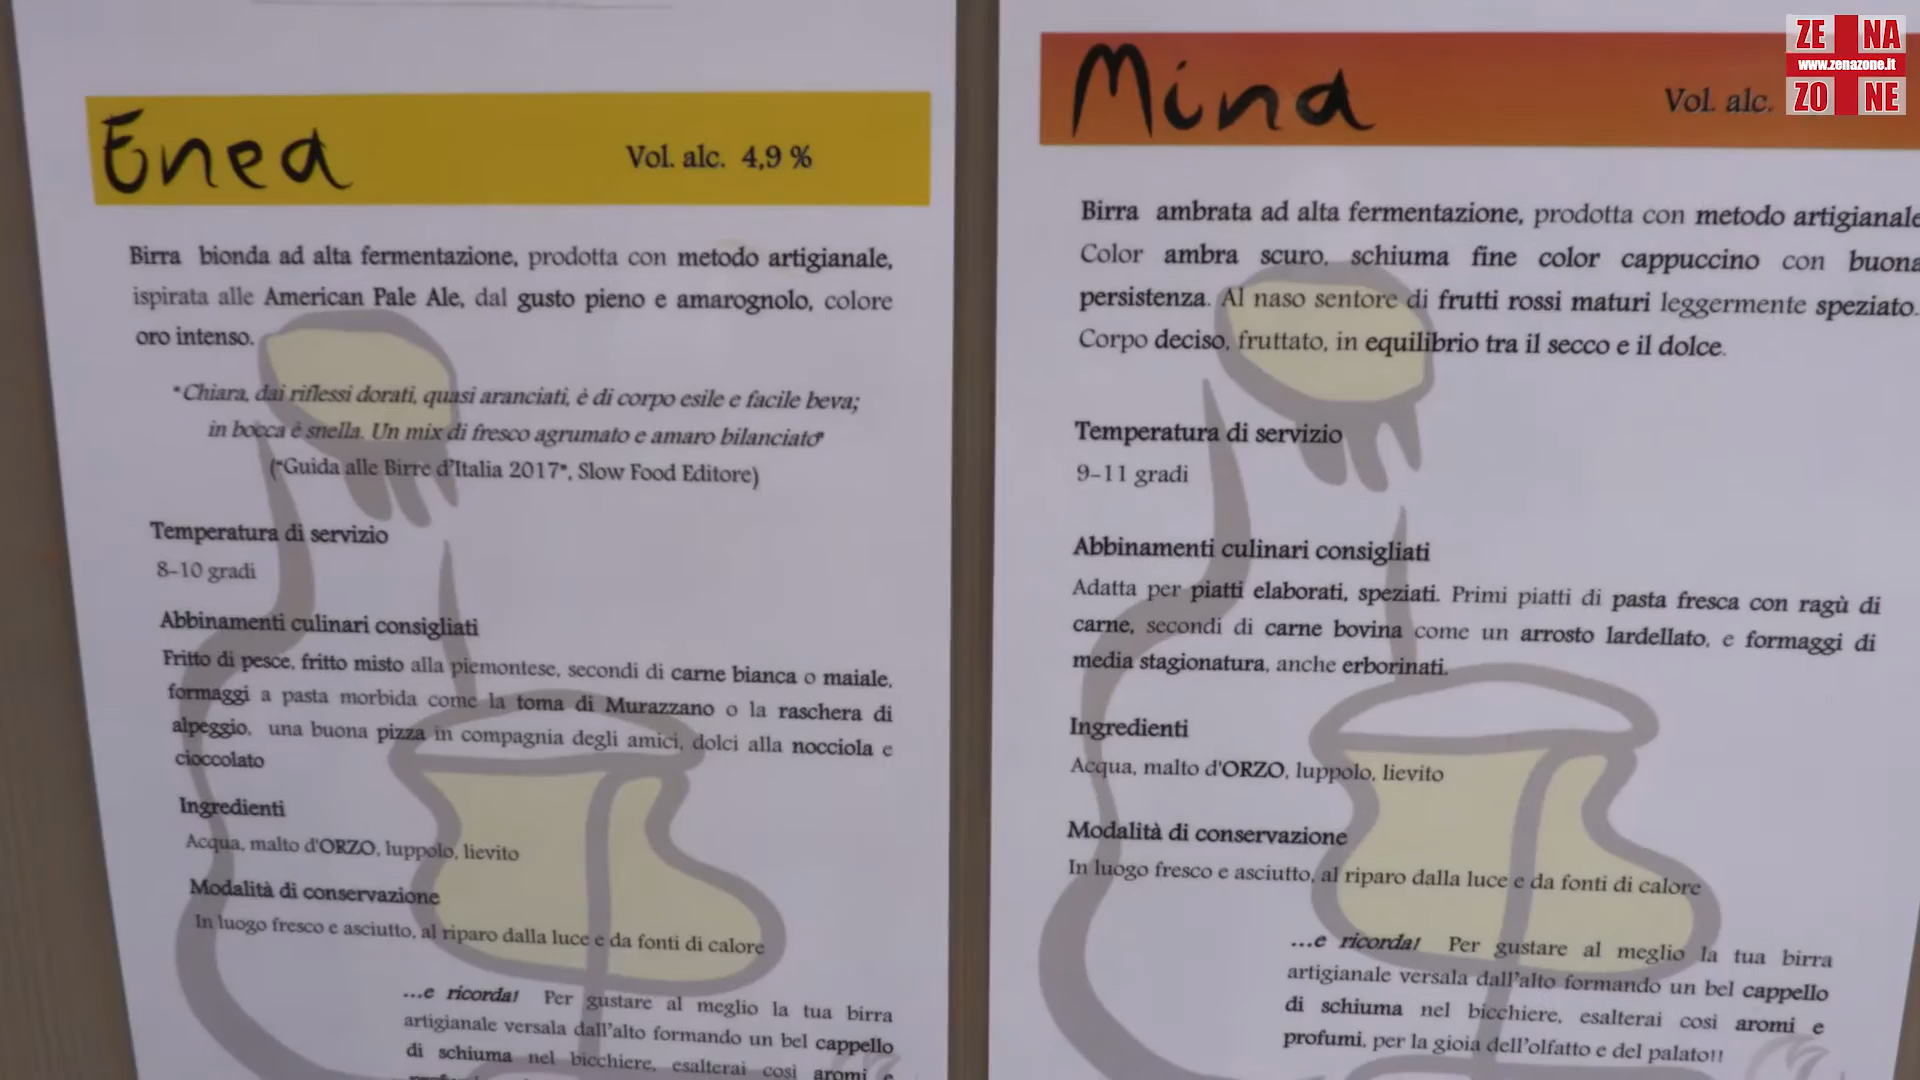 Enea
Vol. alc. 4,9 %
Birra bionda ad alta fermentazione, prodotta con metodo artigianale,
ispirata alle American Pale Ale, dal gusto pieno e amarognolo, colore
oro intenso.
"Chiara, dai riflessi dorati, quasi aranciati, è di corpo esile e facile beva;
in bocca è snella. Un mix di fresco agrumato e amaro bilanciato"
("Guida alle Birre d'Italia 2017", Slow Food Editore)
Temperatura di servizio
8-10 gradi
Abbinamenti culinari consigliati
Fritto di pesce, fritto misto alla piemontese, secondi di carne bianca o maiale,
formaggi a pasta morbida come la toma di Murazzano o la raschera di
alpeggio, una buona pizza in compagnia degli amici, dolci alla nocciola e
cioccolato
Ingredienti
Acqua, malto d'ORZO, luppolo, lievito
Modalità di conservazione
In luogo fresco e asciutto, al riparo dalla luce e da fonti di calore
...e ricorda! Per gustare al meglio la tua birra
artigianale versala dall'alto formando un bel cappello
di schiuma nel bicchiere, esalterai così aromi e
Mina
Vol. alc.
Birra ambrata ad alta fermentazione, prodotta con metodo artigianale
Color ambra scuro, schiuma fine color cappuccino con buona
persistenza. Al naso sentore di frutti rossi maturi leggermente speziato.
Corpo deciso, fruttato, in equilibrio tra il secco e il dolce.
Temperatura di servizio
9-11 gradi
Abbinamenti culinari consigliati
Adatta per piatti elaborati, speziati. Primi piatti di pasta fresca con ragù di
carne, secondi di carne bovina come un arrosto lardellato, e formaggi di
media stagionatura, anche erborinati.
Ingredienti
Acqua, malto d'ORZO, luppolo, lievito
Modalità di conservazione
In luogo fresco e asciutto, al riparo dalla luce e da fonti di calore
...e ricorda! Per gustare al meglio la tua birra
artigianale versala dall'alto formando un bel cappello
di schiuma nel bicchiere, esalterai così aromi e
profumi, per la gioia dell'olfatto e del palato!!
ZE NA
www.zenazone.it
ZO NE